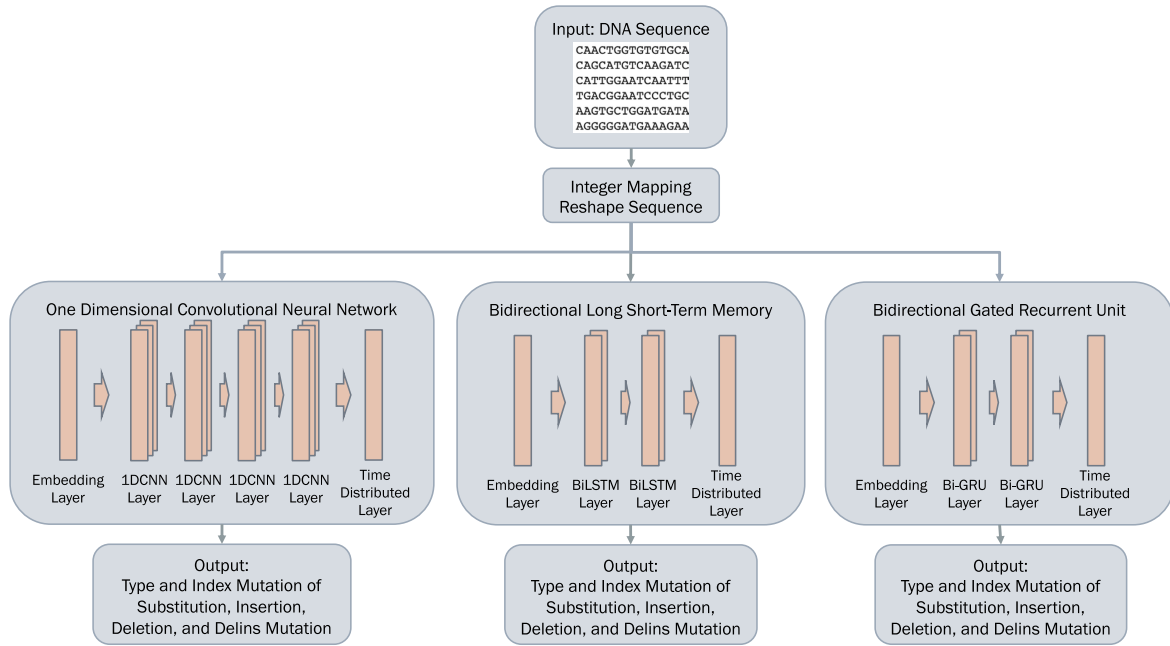 Input: DNA Sequence
CAACTGGTGTGTGCA
CAGCATGTCAAGATC
CATTGGAATCAATTT
TGACGGAATCCCTGC
AAGTGCTGGATGATA
AGGGGGATGAAAGAA
Integer Mapping
Reshape Sequence
One Dimensional Convolutional Neural Network
Embedding
Layer
1DCNN
Layer
1DCNN
Layer
1DCNN
Layer
1DCNN
Layer
Time
Distributed
Layer
Output:
Type and Index Mutation of
Substitution, Insertion,
Deletion, and Delins Mutation
Bidirectional Long Short-Term Memory
Embedding
Layer
BiLSTM
Layer
BiLSTM
Layer
Time
Distributed
Layer
Output:
Type and Index Mutation of
Substitution, Insertion,
Deletion, and Delins Mutation
Bidirectional Gated Recurrent Unit
Embedding
Layer
Bi-GRU
Layer
Bi-GRU
Layer
Time
Distributed
Layer
Output:
Type and Index Mutation of
Substitution, Insertion,
Deletion, and Delins Mutation